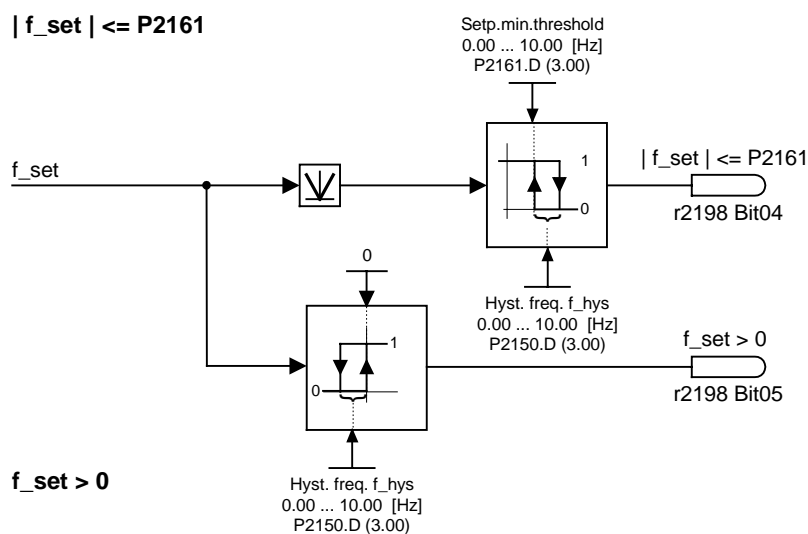 | f_set | <= P2161
Setp.min.threshold
0.00 ... 10.00 [Hz]
P2161.D (3.00)
f_set
1
0
| f_set | <= P2161
r2198 Bit04
0
Hyst. freq. f_hys
0.00 ... 10.00 [Hz]
P2150.D (3.00)
1
0
f_set > 0
r2198 Bit05
f_set > 0
Hyst. freq. f_hys
0.00 ... 10.00 [Hz]
P2150.D (3.00)